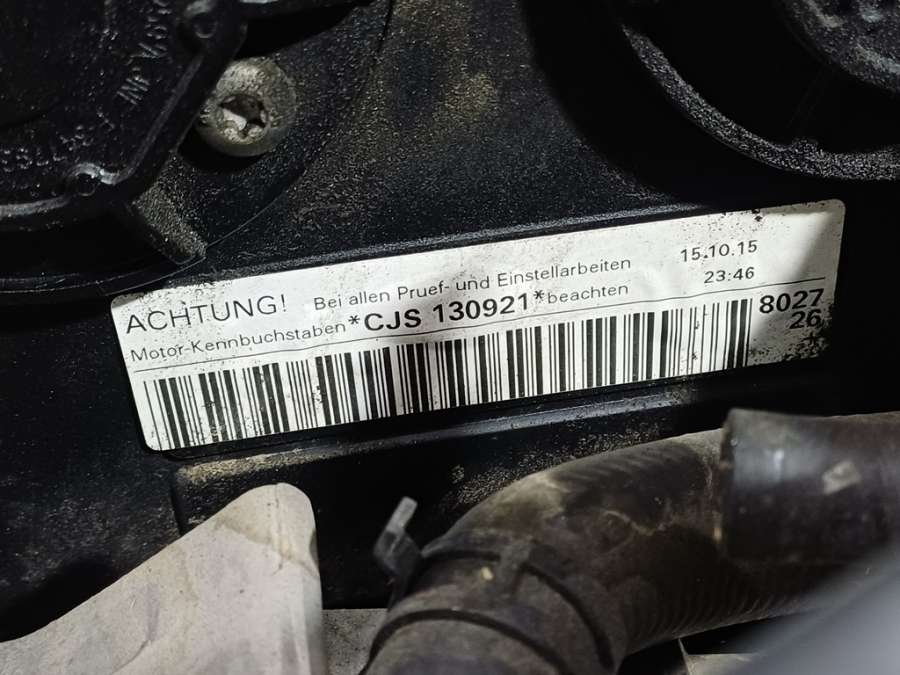 ACHTUNG! Bei allen Pruef- und Einstellarbeiten 15.10.15
Motor-Kennbuchstaben *CJS 130921* beachten 23:46
8027
26